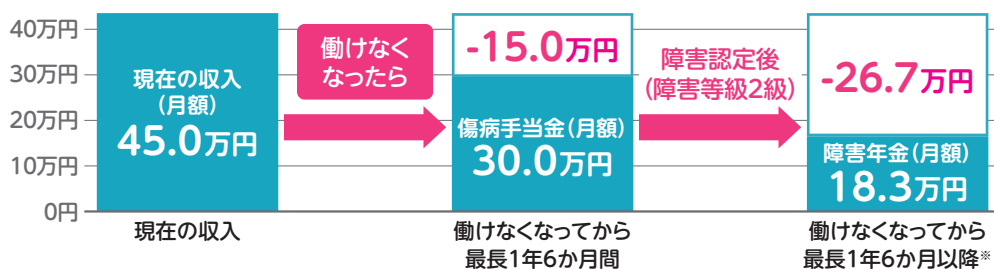 40万円
30万円
20万円
10万円
0円
現在の収入
(月額)
45.0万円
現在の収入
働けなく
なったら
-15.0万円
傷病手当金(月額)
30.0万円
働けなくなってから
最長1年6か月間
障害認定後
(障害等級2級)
-26.7万円
障害年金(月額)
18.3万円
働けなくなってから
最長1年6か月以降※